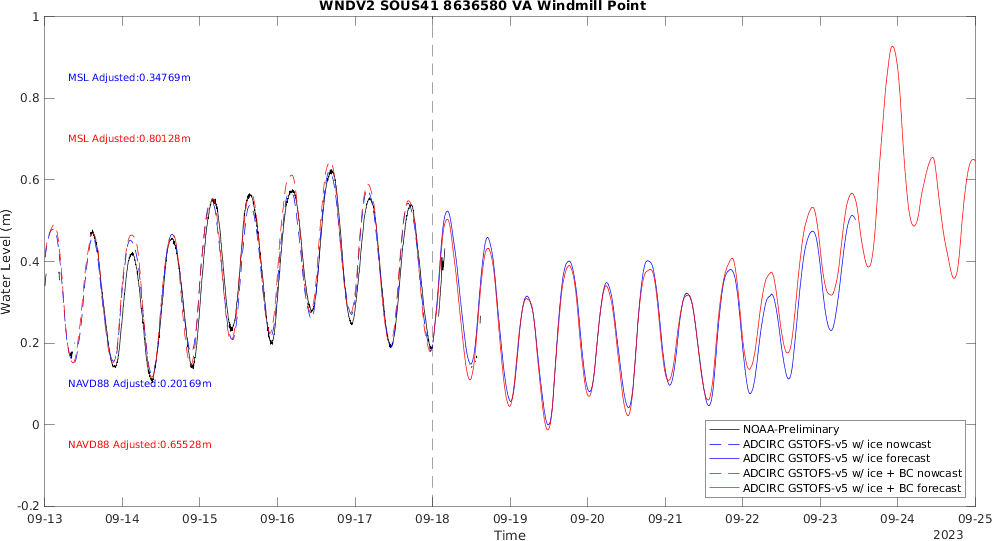 WNDV2 SOUS41 8636580 VA Windmill Point
1
0.8
0.6
0.4
0.2
0
-0.2
Water Level (m)
MSL Adjusted:0.34769m
MSL Adjusted:0.80128m
NAVD88 Adjusted:0.20169m
NAVD88 Adjusted:0.65528m
NOAA-Preliminary
ADCIRC GSTOFS-v5 w/ ice nowcast
ADCIRC GSTOFS-v5 w/ ice forecast
ADCIRC GSTOFS-v5 w/ ice + BC nowcast
ADCIRC GSTOFS-v5 w/ ice + BC forecast
09-13 09-14 09-15 09-16 09-17 09-18 09-19 09-20 09-21 09-22 09-23 09-24 09-25
Time
2023